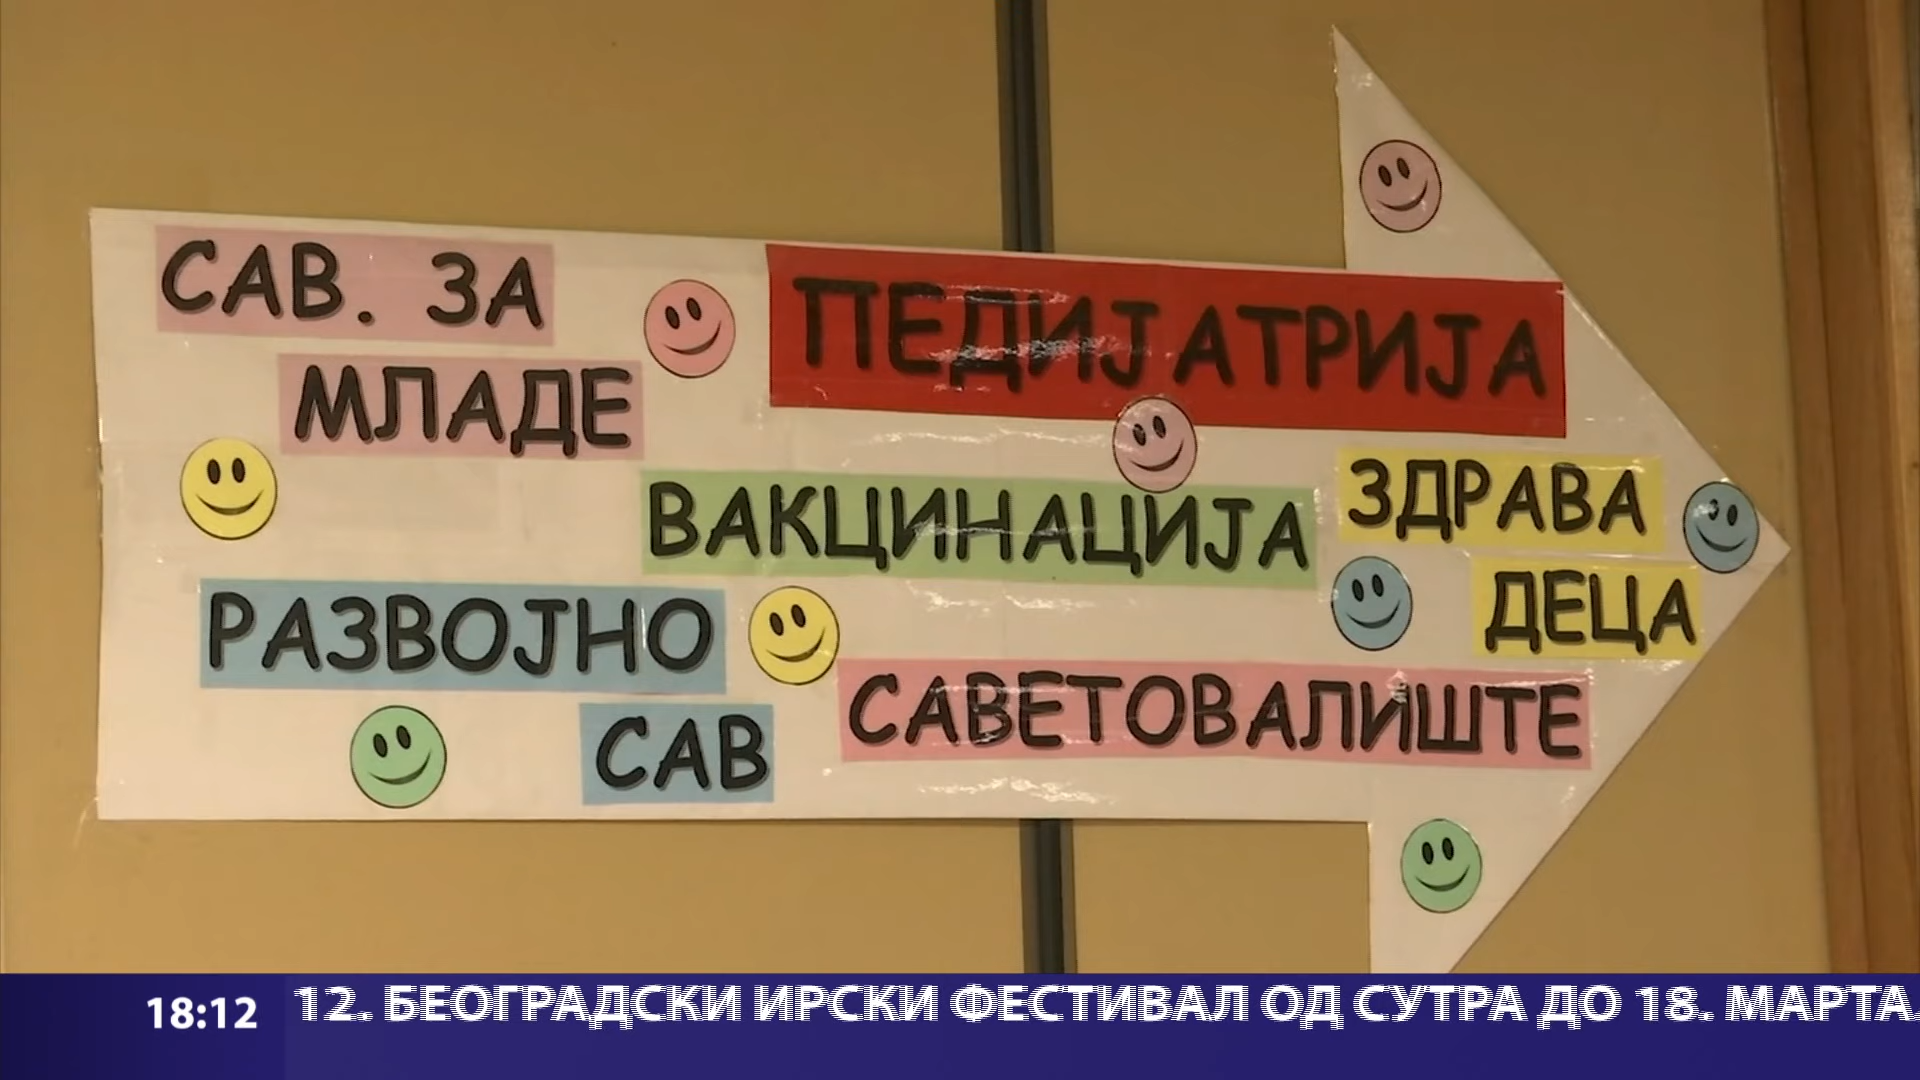 САВ. ЗА
МЛАДЕ
ПЕДИЈАТРИЈА
ВАКЦИНАЦИЈА
ЗДРАВА
ДЕЦА
РАЗВОЈНО
САВ
САВЕТОВАЛИШТЕ
18:12
12. БЕОГРАДСКИ ИРСКИ ФЕСТИВАЛ ОД СУТРА ДО 18. МАРТА.